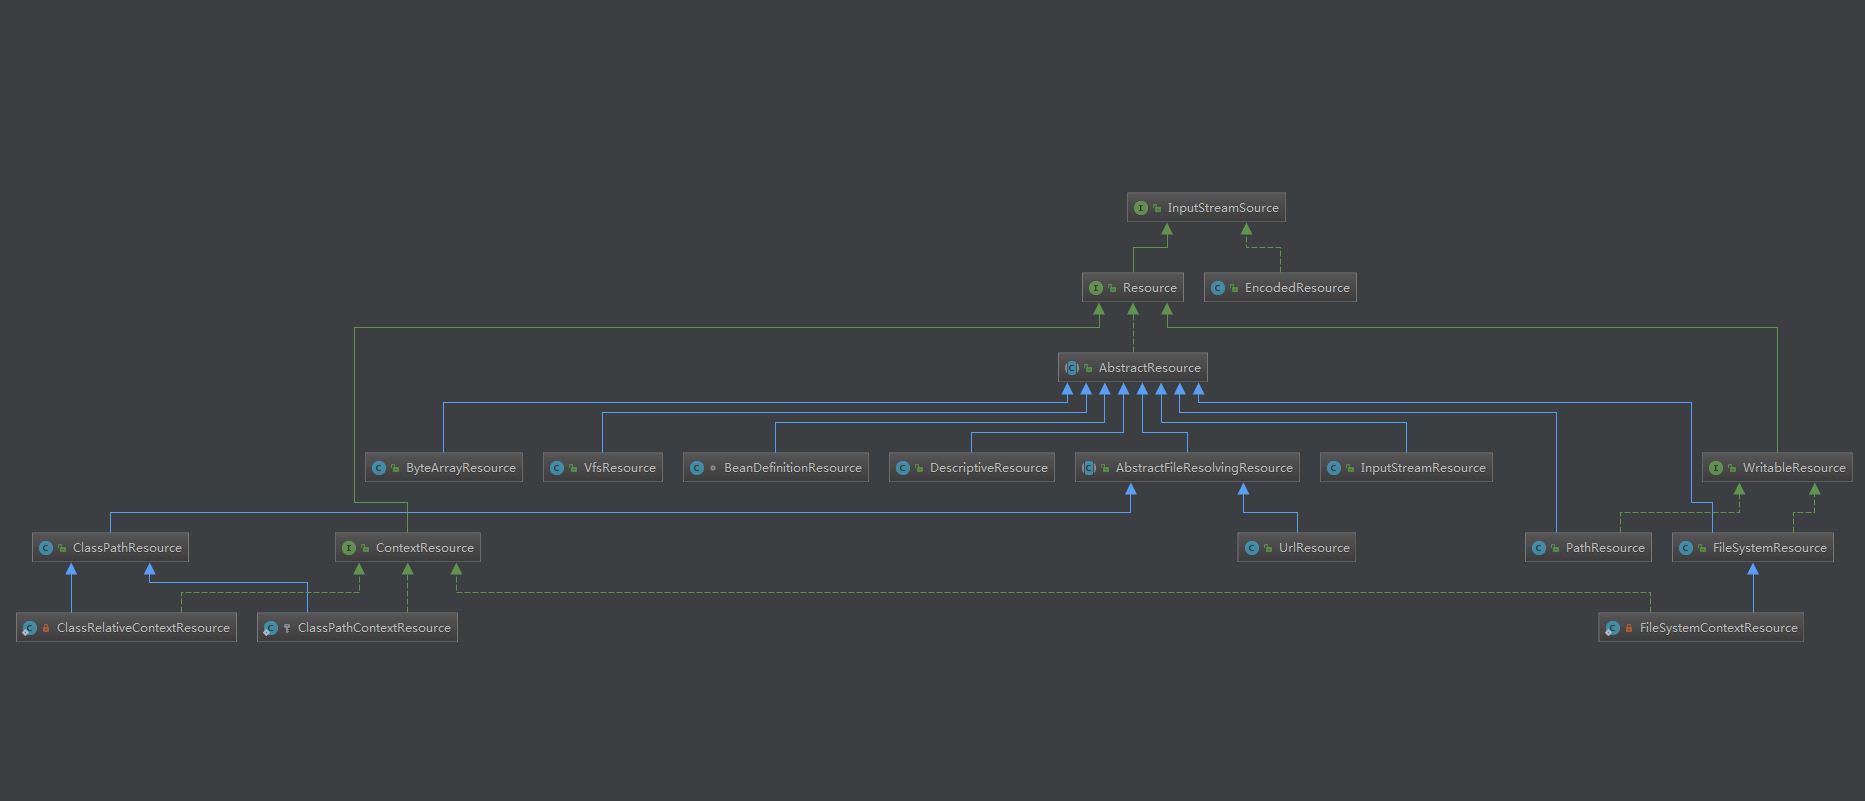 InputStreamSource
Resource
EncodedResource
AbstractResource
ByteArrayResource
VfsResource
BeanDefinitionResource
DescriptiveResource
AbstractFileResolvingResource
InputStreamResource
WritableResource
ClassPathResource
ContextResource
UrlResource
PathResource
FileSystemResource
ClassRelativeContextResource
ClassPathContextResource
FileSystemContextResource